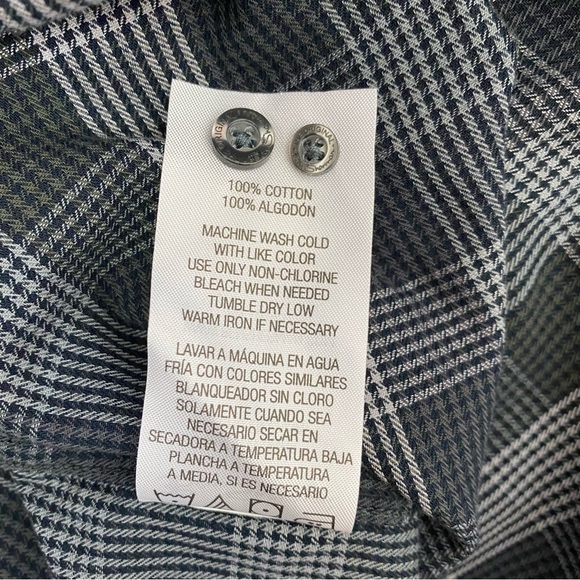 ORIGINAL
100% COTTON
100% ALGODÓN
MACHINE WASH COLD
WITH LIKE COLOR
USE ONLY NON-CHLORINE
BLEACH WHEN NEEDED
TUMBLE DRY LOW
WARM IRON IF NECESSARY
LAVAR A MÁQUINA EN AGUA
FRÍA CON COLORES SIMILARES
BLANQUEADOR SIN CLORO
SOLAMENTE CUANDO SEA
NECESARIO SECAR EN
SECADORA A TEMPERATURA BAJA
PLANCHA A TEMPERATURA
A MEDIA, SI ES NECESARIO